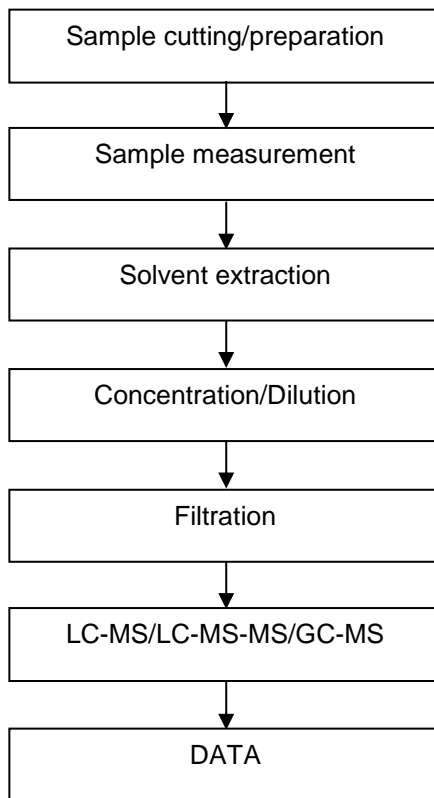 Sample cutting/preparation
Sample measurement
Solvent extraction
Concentration/Dilution
Filtration
LC-MS/LC-MS-MS/GC-MS
DATA